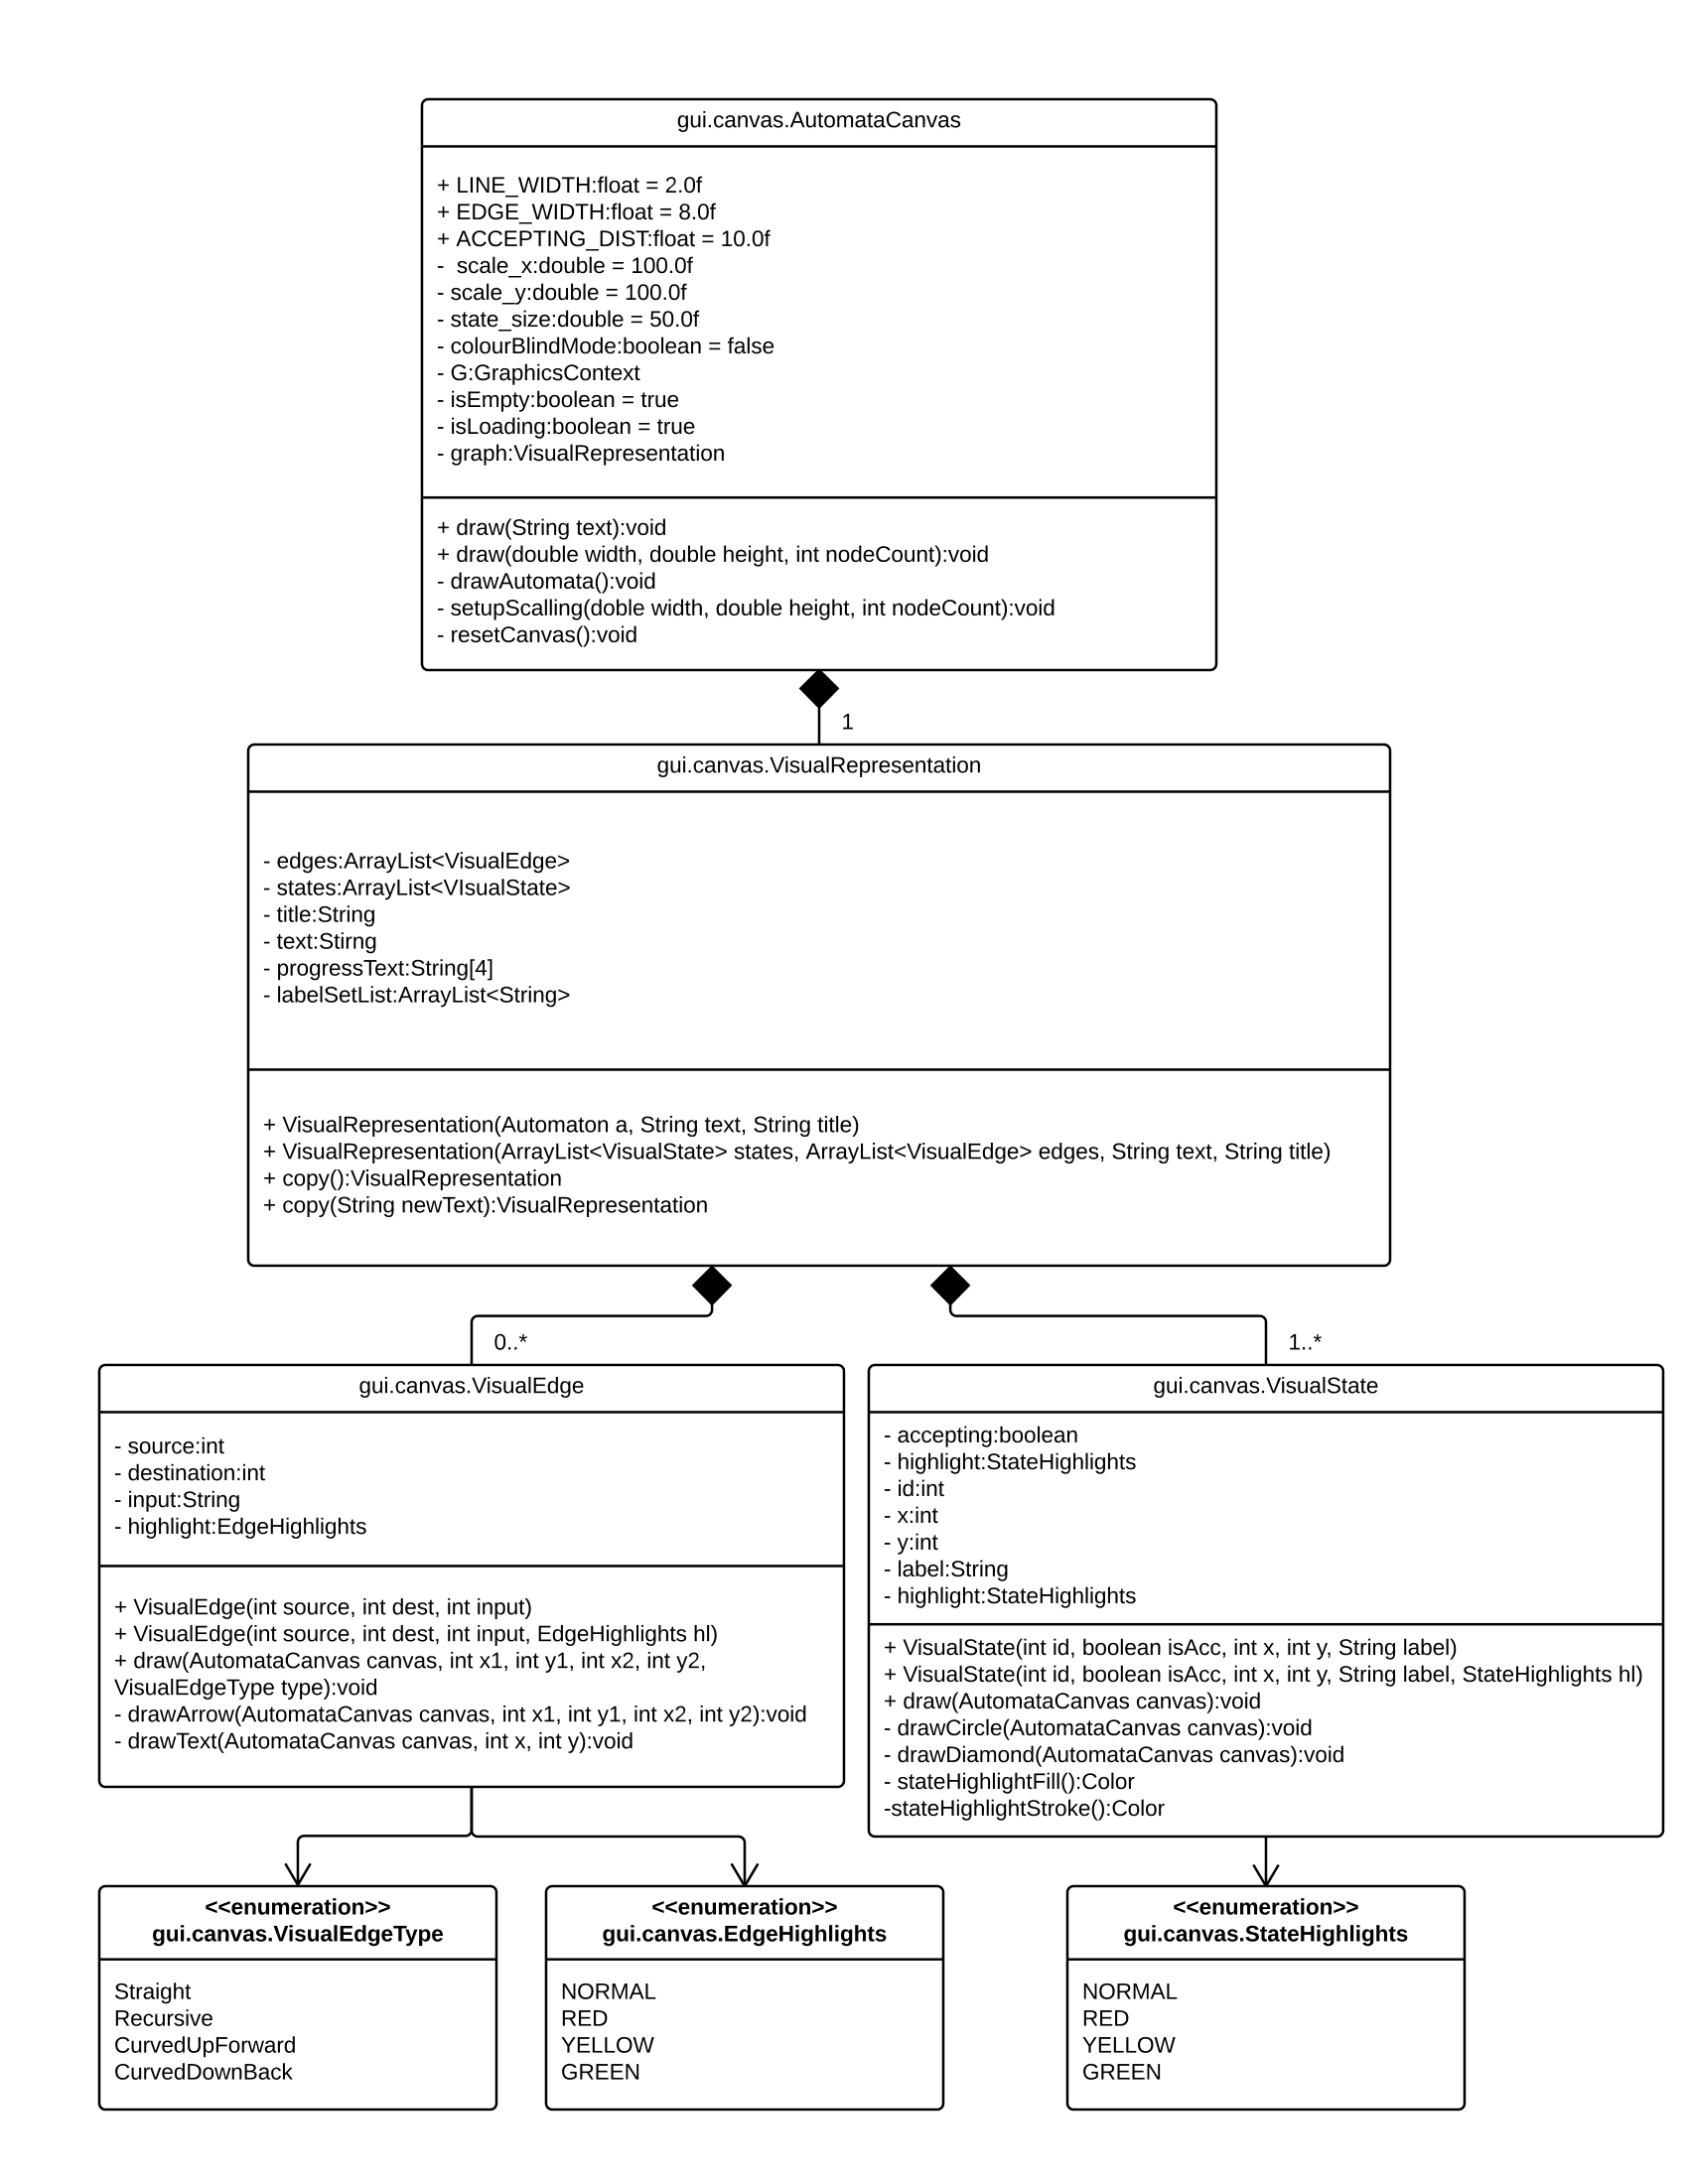 gui.canvas.AutomataCanvas
+ LINE_WIDTH:float = 2.0f
+ EDGE_WIDTH:float = 8.0f
+ ACCEPTING_DIST:float = 10.0f
-  scale_x:double = 100.0f
- scale_y:double = 100.0f
- state_size:double = 50.0f
- colourBlindMode:boolean = false
- G:GraphicsContext
- isEmpty:boolean = true
- isLoading:boolean = true
- graph:VisualRepresentation
+ draw(String text):void
+ draw(double width, double height, int nodeCount):void
- drawAutomata():void
- setupScalling(doble width, double height, int nodeCount):void
- resetCanvas():void
1
gui.canvas.VisualRepresentation
- edges:ArrayList<VisualEdge>
- states:ArrayList<VIsualState>
- title:String
- text:Stirng
- progressText:String[4]
- labelSetList:ArrayList<String>
+ VisualRepresentation(Automaton a, String text, String title)
+ VisualRepresentation(ArrayList<VisualState> states, ArrayList<VisualEdge> edges, String text, String title)
+ copy():VisualRepresentation
+ copy(String newText):VisualRepresentation
0..*
1..*
gui.canvas.VisualEdge
- source:int
- destination:int
- input:String
- highlight:EdgeHighlights
+ VisualEdge(int source, int dest, int input)
+ VisualEdge(int source, int dest, int input, EdgeHighlights hl)
+ draw(AutomataCanvas canvas, int x1, int y1, int x2, int y2,
VisualEdgeType type):void
- drawArrow(AutomataCanvas canvas, int x1, int y1, int x2, int y2):void
- drawText(AutomataCanvas canvas, int x, int y):void
gui.canvas.VisualState
- accepting:boolean
- highlight:StateHighlights
- id:int
- x:int
- y:int
- label:String
- highlight:StateHighlights
+ VisualState(int id, boolean isAcc, int x, int y, String label)
+ VisualState(int id, boolean isAcc, int x, int y, String label, StateHighlights hl)
+ draw(AutomataCanvas canvas):void
- drawCircle(AutomataCanvas canvas):void
- drawDiamond(AutomataCanvas canvas):void
- stateHighlightFill():Color
-stateHighlightStroke():Color
<<enumeration>>
gui.canvas.VisualEdgeType
Straight
Recursive
CurvedUpForward
CurvedDownBack
<<enumeration>>
gui.canvas.EdgeHighlights
NORMAL
RED
YELLOW
GREEN
<<enumeration>>
gui.canvas.StateHighlights
NORMAL
RED
YELLOW
GREEN